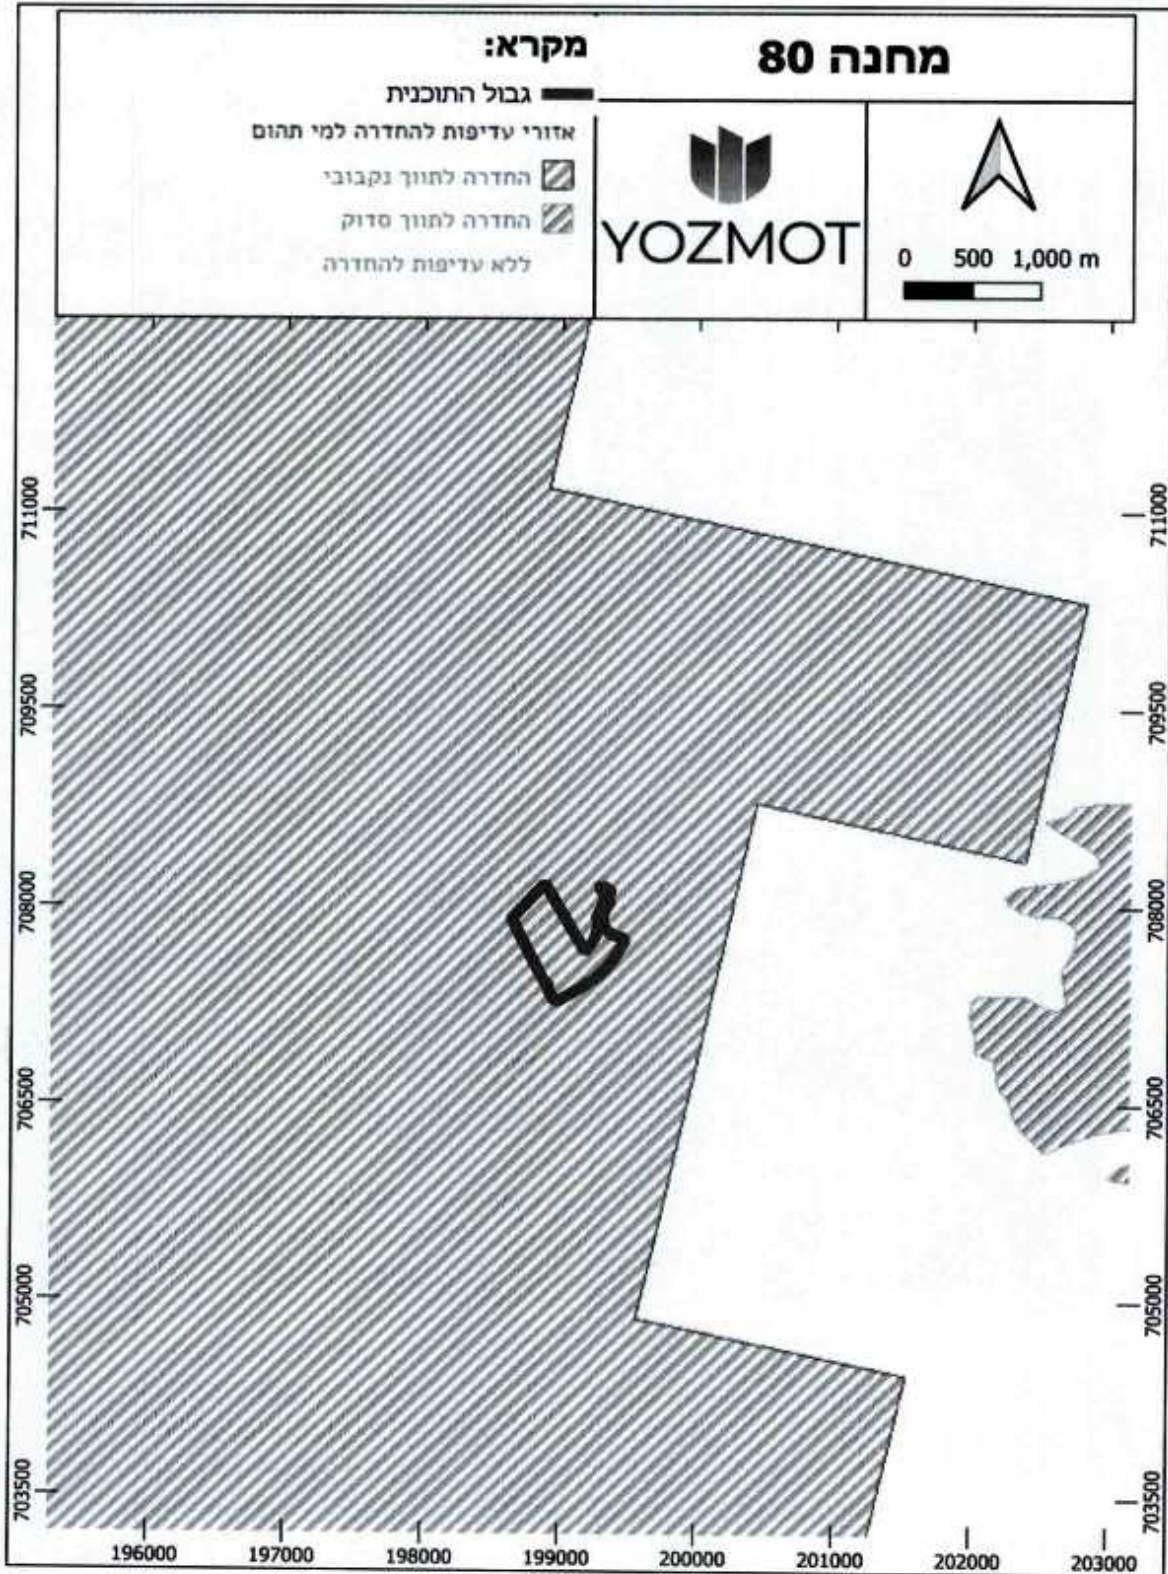 מחנה 80
מקרא:
גבול התוכנית
אזורי עדיפות להחדרה למי תהום
החדרה לתווך נקבובי
החדרה לתווך סדוק
ללא עדיפות להחדרה
YOZMOT
0 500 1,000 m
711000 711000
709500 709500
708000 708000
706500 706500
705000 705000
703500 703500
196000 197000 198000 199000 200000 201000 202000 203000